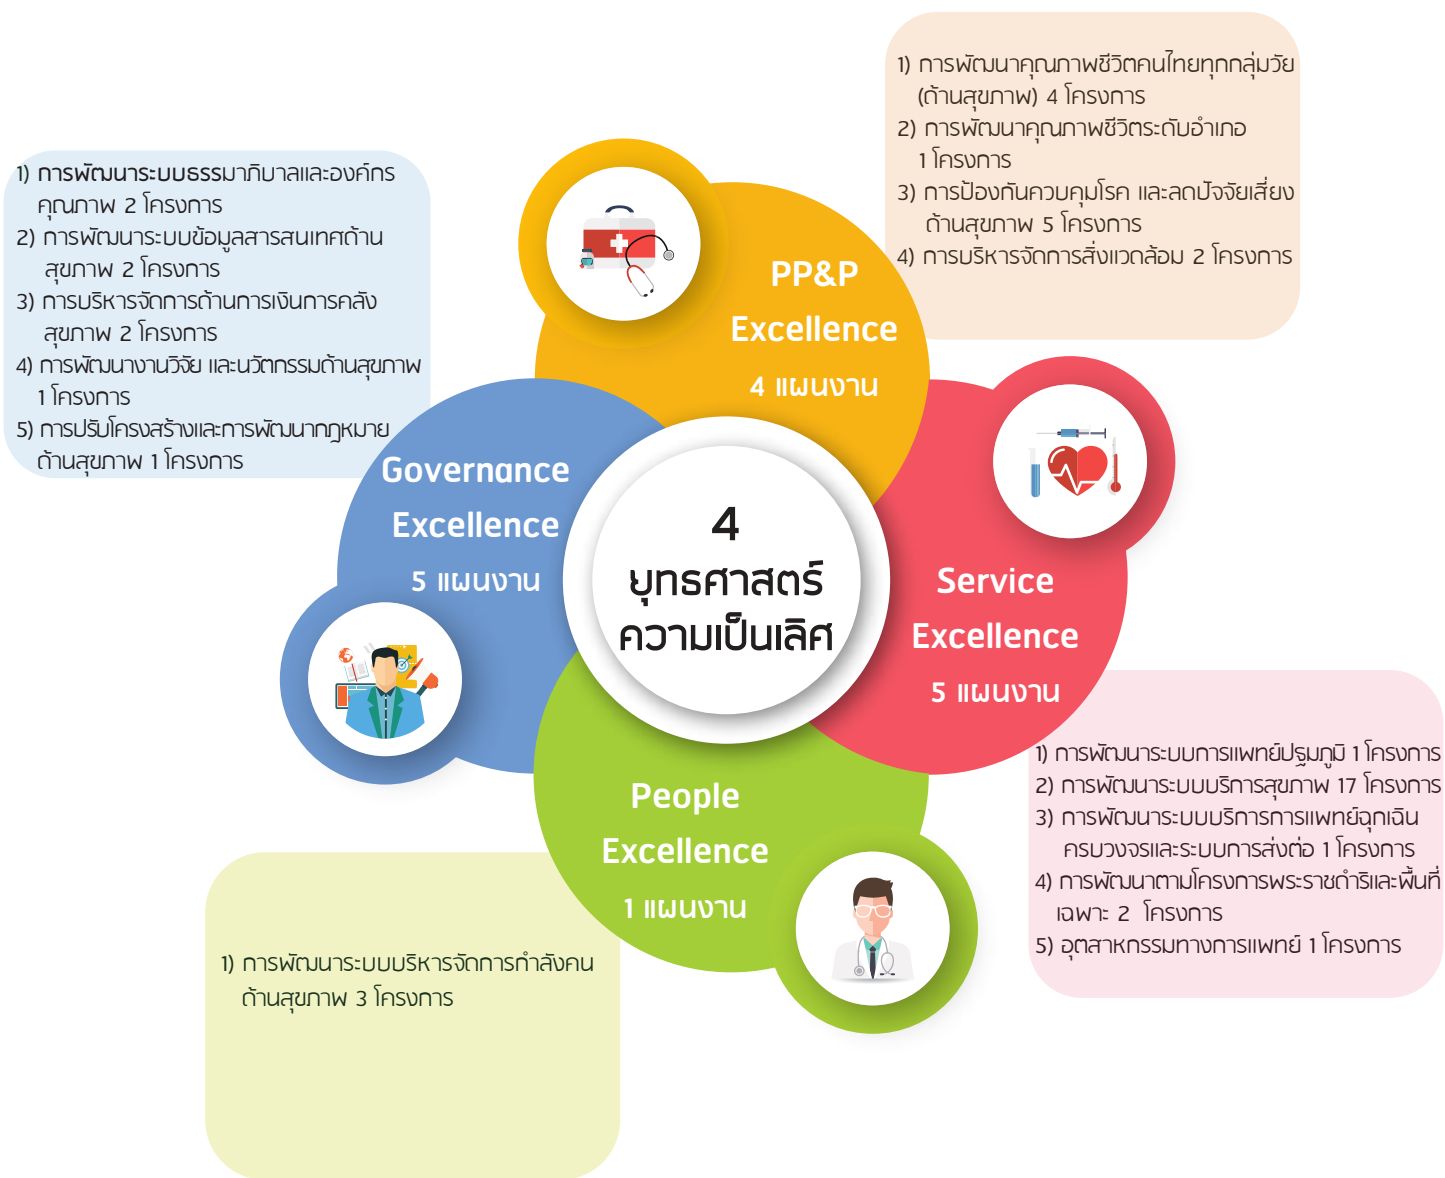 1) การพัฒนาคุณภาพชีวิตคนไทยทุกกลุ่มวัย
(ด้านสุขภาพ) 4 โครงการ
2) การพัฒนาคุณภาพชีวิตระดับอำเภอ
1 โครงการ
3) การป้องกันควบคุมโรค และลดปัจจัยเสี่ยง
ด้านสุขภาพ 5 โครงการ
4) การบริหารจัดการสิ่งแวดล้อม 2 โครงการ
1) การพัฒนาระบบธรรมาภิบาลและองค์กร
คุณภาพ 2 โครงการ
2) การพัฒนาระบบข้อมูลสารสนเทศด้าน
สุขภาพ 2 โครงการ
3) การบริหารจัดการด้านการเงินการคลัง
สุขภาพ 2 โครงการ
4) การพัฒนางานวิจัย และนวัตกรรมด้านสุขภาพ
1 โครงการ
5) การปรับโครงสร้างและการพัฒนากฎหมาย
ด้านสุขภาพ 1 โครงการ
PP&P
Excellence
4 แผนงาน
Governance
Excellence
5 แผนงาน
4
ยุทธศาสตร์
ความเป็นเลิศ
Service
Excellence
5 แผนงาน
People
Excellence
1 แผนงาน
1) การพัฒนาระบบการแพทย์ปฐมภูมิ 1 โครงการ
2) การพัฒนาระบบบริการสุขภาพ 17 โครงการ
3) การพัฒนาระบบบริการการแพทย์ฉุกเฉิน
ครบวงจรและระบบการส่งต่อ 1 โครงการ
4) การพัฒนาตามโครงการพระราชดำริและพื้นที่
เฉพาะ 2 โครงการ
5) อุตสาหกรรมทางการแพทย์ 1 โครงการ
1) การพัฒนาระบบบริหารจัดการกำลังคน
ด้านสุขภาพ 3 โครงการ